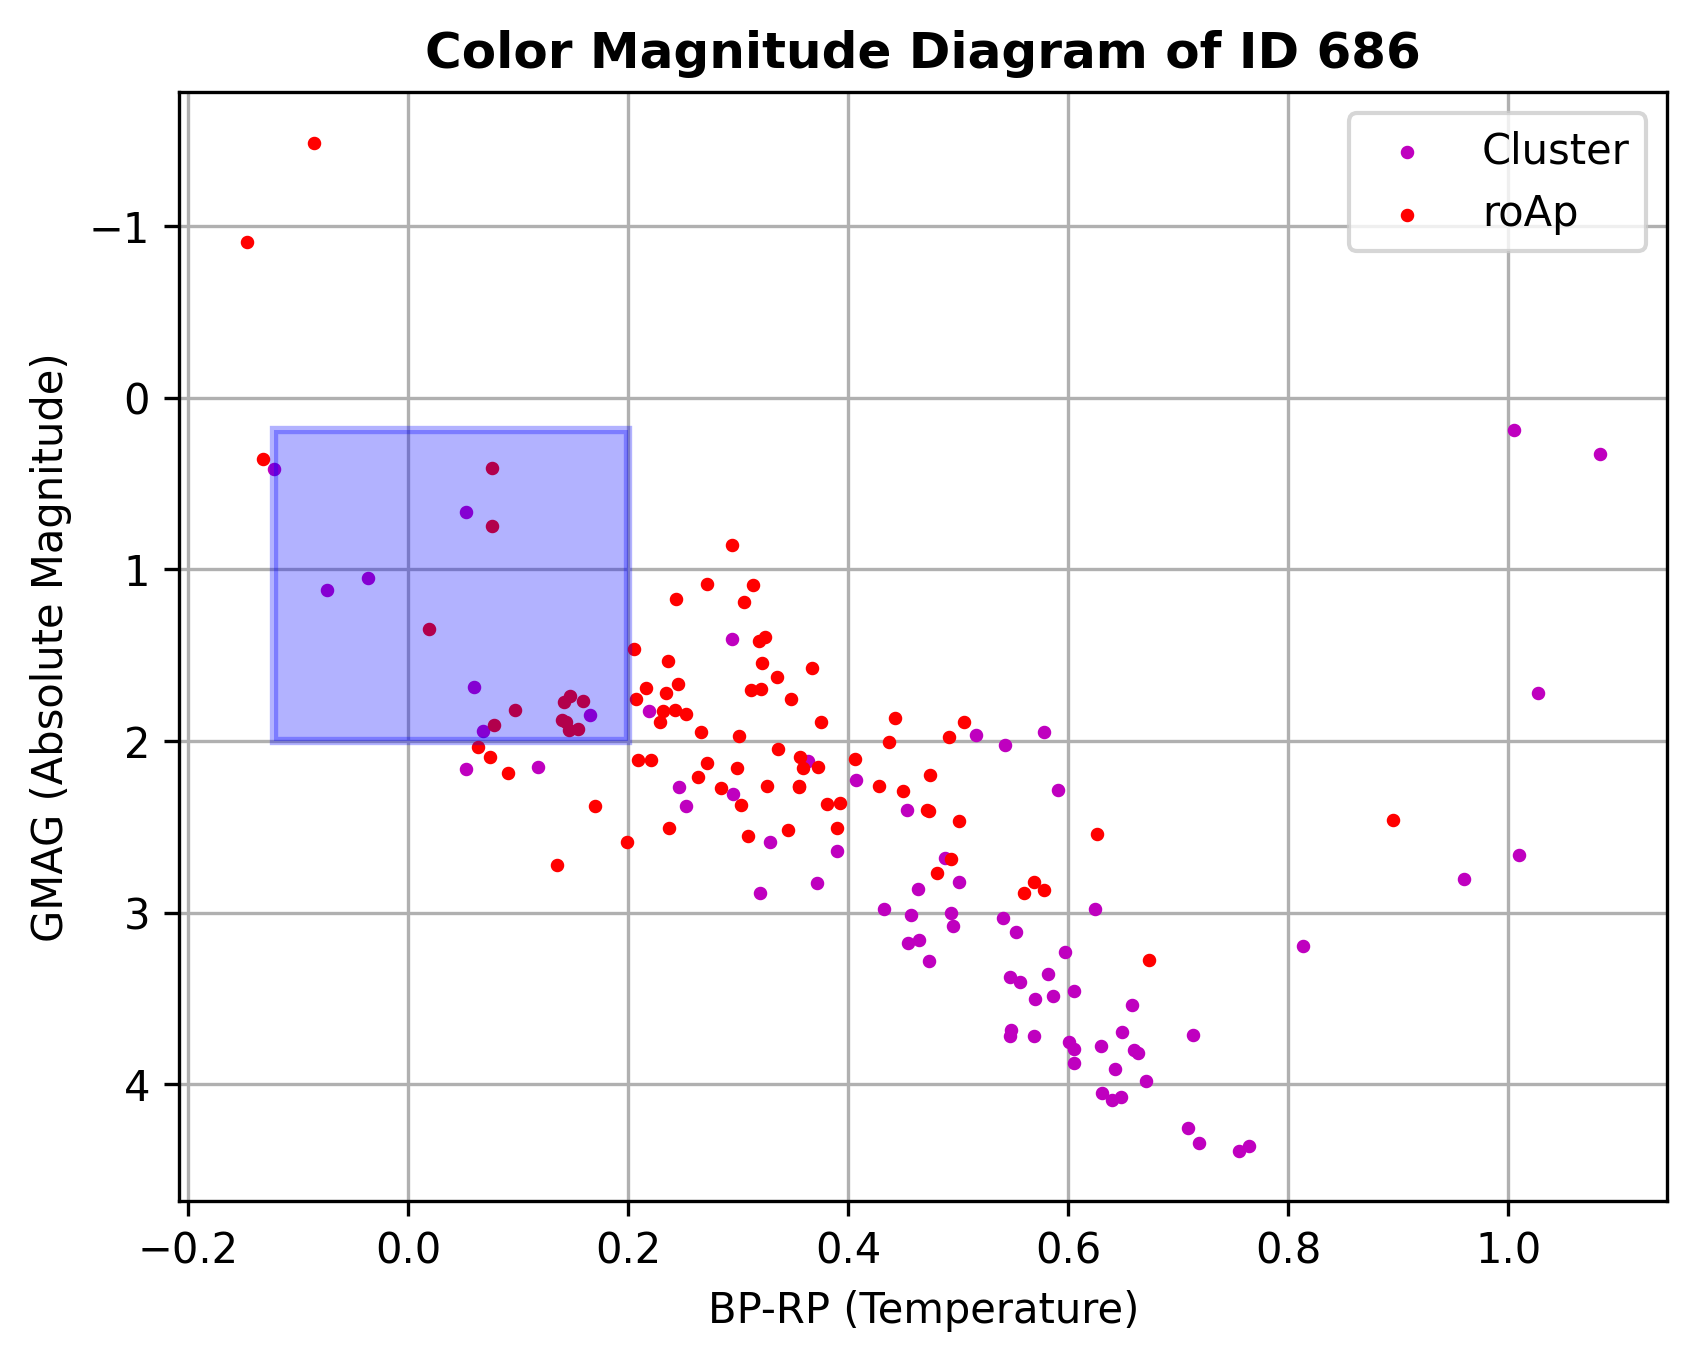 Color Magnitude Diagram of ID 686
Cluster
roAp
−1
0
1
2
3
4
GMAG (Absolute Magnitude)
−0.2 0.0 0.2 0.4 0.6 0.8 1.0
BP-RP (Temperature)